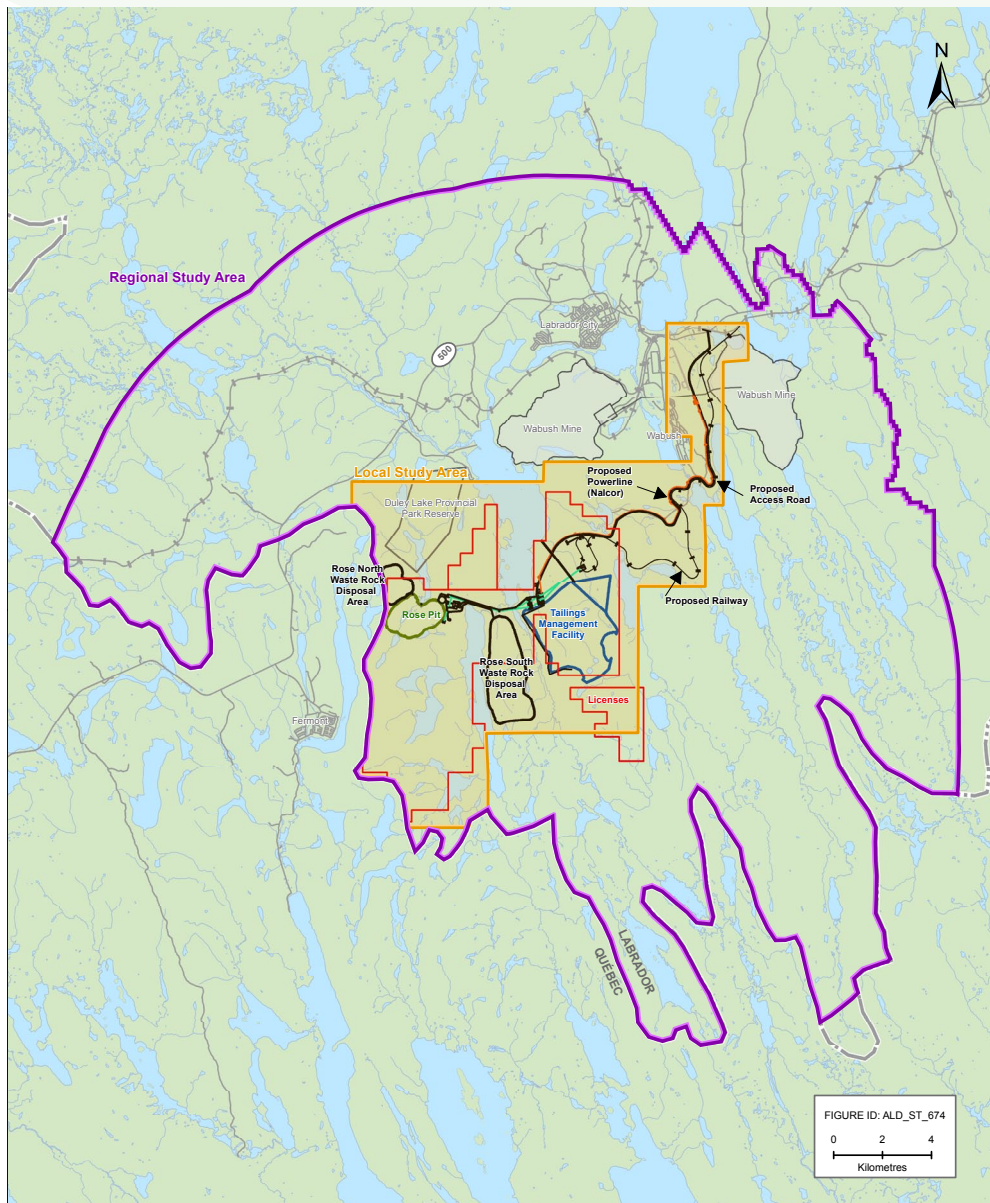 N
Regional Study Area
Labrador City
500
Wabush Mine
Wabush Mine
Wabush
Local Study Area
Proposed
Powerline
(Nalcor)
Proposed
Access Road
Duley Lake Provincial
Park Reserve
Rose North
Waste Rock
Disposal
Area
Proposed Railway
Rose Pit
Tailings
Management
Facility
Rose South
Waste Rock
Disposal
Area
Licenses
Fermont
LABRADOR
QUÉBEC
FIGURE ID: ALD_ST_674
0 2 4
Kilometres